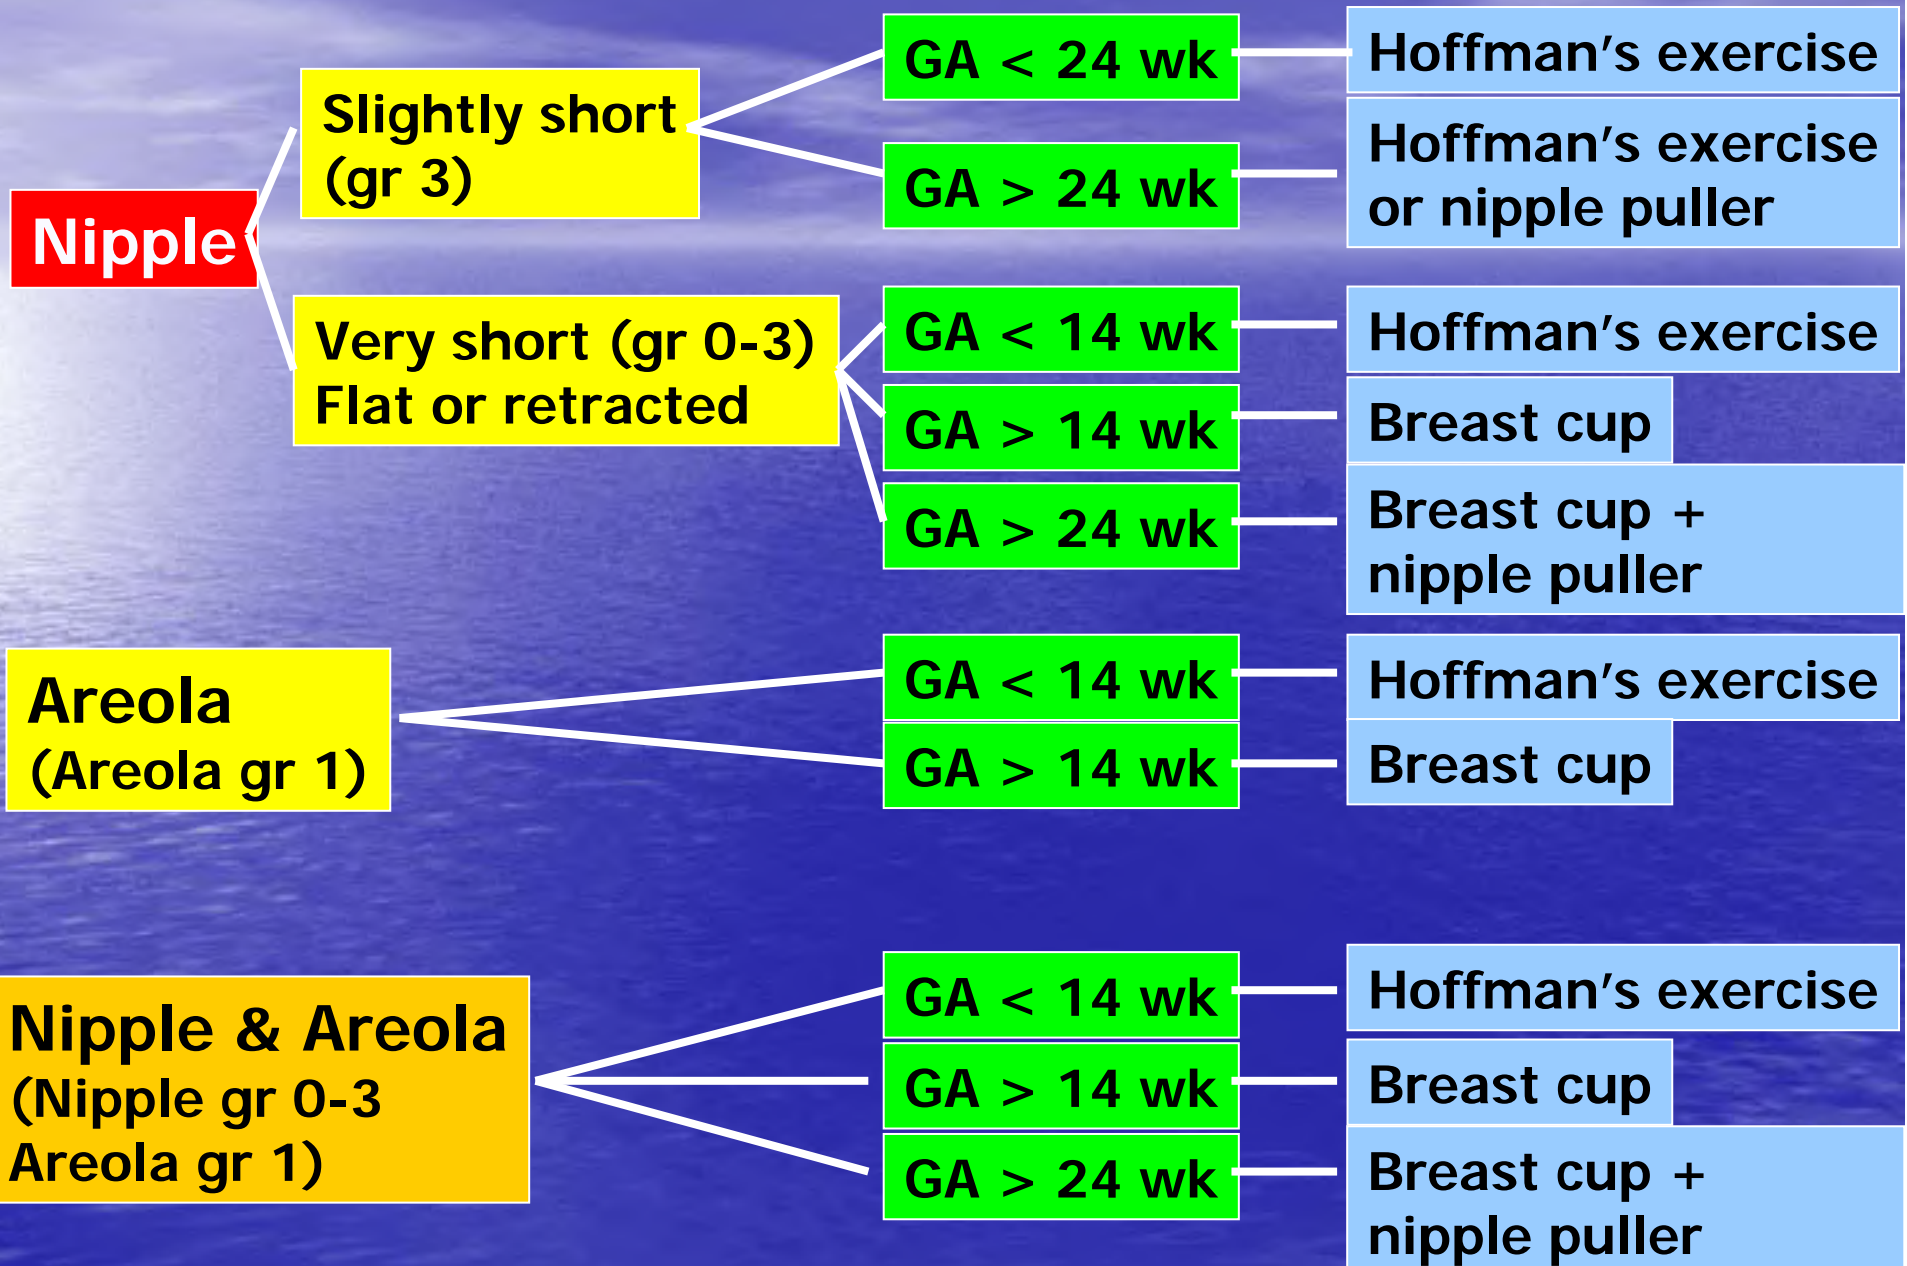 Nipple
Slightly short
(gr 3)
GA < 24 wk
Hoffman's exercise
GA > 24 wk
Hoffman's exercise
or nipple puller
Very short (gr 0-3)
Flat or retracted
GA < 14 wk
Hoffman's exercise
GA > 14 wk
Breast cup
GA > 24 wk
Breast cup +
nipple puller
Areola
(Areola gr 1)
GA < 14 wk
Hoffman's exercise
GA > 14 wk
Breast cup
Nipple & Areola
(Nipple gr 0-3
Areola gr 1)
GA < 14 wk
Hoffman's exercise
GA > 14 wk
Breast cup
GA > 24 wk
Breast cup +
nipple puller